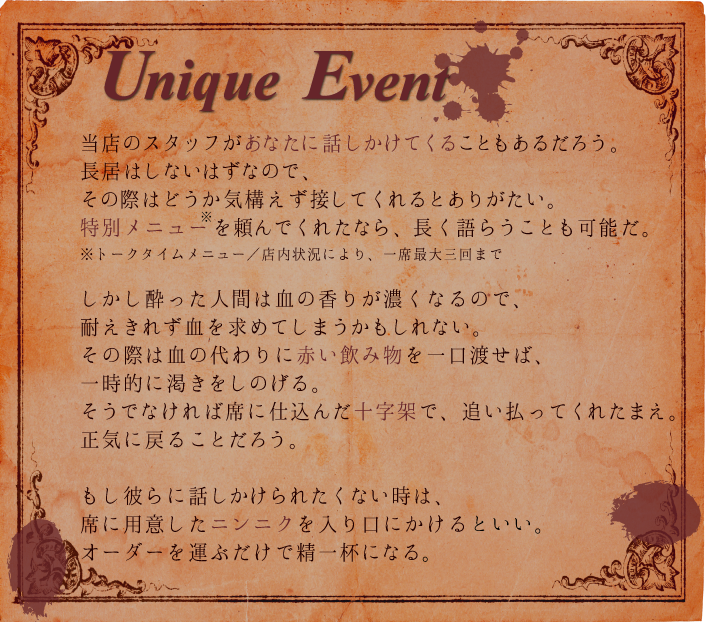 Unique Event
当店のスタッフがあなたに話しかけてくることもあるだろう。
長居はしないはずなので、
その際はどうか気構えず接してくれるとありがたい。
特別メニュー※を頼んでくれたなら、長く語らうことも可能だ。
※トークタイムメニュー／店内状況により、一席最大三回まで
しかし酔った人間は血の香りが濃くなるので、
耐えきれず血を求めてしまうかもしれない。
その際は血の代わりに赤い飲み物を一口渡せば、
一時的に渇きをしのげる。
そうでなければ席に仕込んだ十字架で、追い払ってくれたまえ。
正気に戻ることだろう。
もし彼らに話しかけられたくない時は、
席に用意したニンニクを入り口にかけるといい。
オーダーを運ぶだけで精一杯になる。